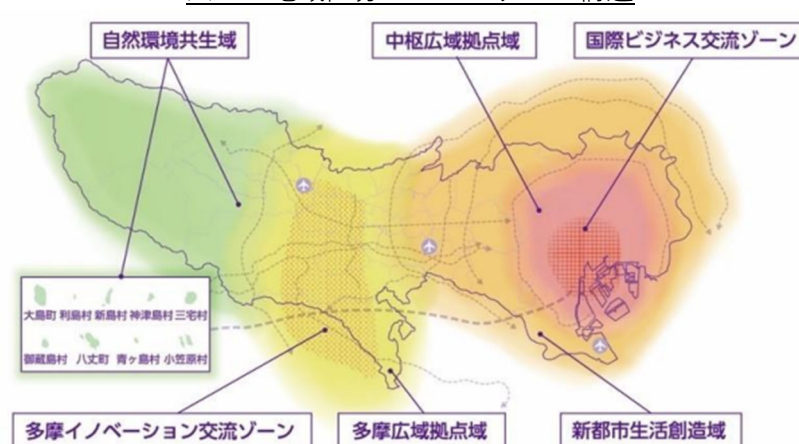 自然環境共生域
中枢広域拠点域
国際ビジネス交流ゾーン
大島町 利島村 新島村 神津島村 三宅村
御蔵島村 八丈町 青ヶ島村 小笠原村
多摩イノベーション交流ゾーン
多摩広域拠点域
新都市生活創造域